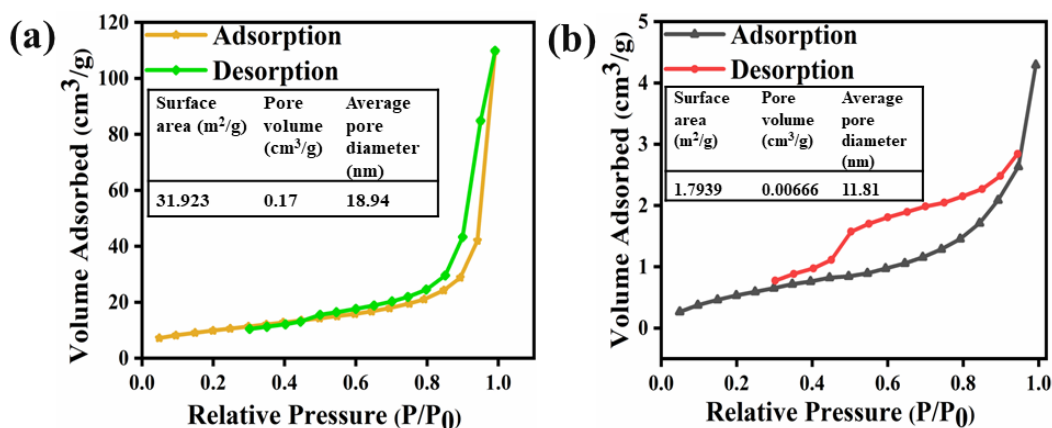 (a)
Adsorption
Desorption
Surface area (m²/g) Pore volume (cm³/g) Average pore diameter (nm)
31.923 0.17 18.94
120
100
80
60
40
20
0
Volume Adsorbed (cm³/g)
0.0 0.2 0.4 0.6 0.8 1.0
Relative Pressure (P/P₀)
(b)
Adsorption
Desorption
Surface area (m²/g) Pore volume (cm³/g) Average pore diameter (nm)
1.7939 0.00666 11.81
5
4
3
2
1
0
Volume Adsorbed (cm³/g)
0.0 0.2 0.4 0.6 0.8 1.0
Relative Pressure (P/P₀)